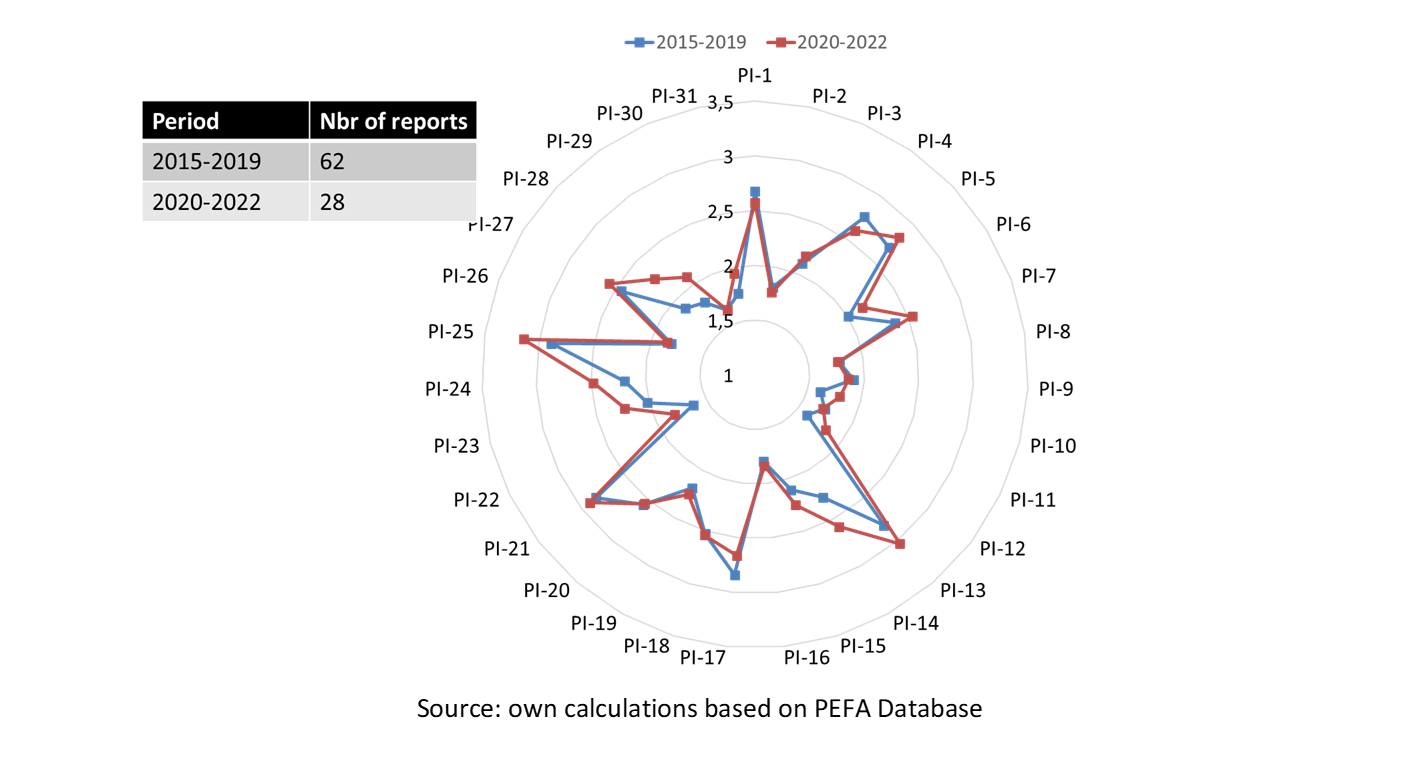 2015-2019 2020-2022
Period Nbr of reports
2015-2019 62
2020-2022 28
PI-1
PI-2
PI-3
PI-4
PI-5
PI-6
PI-7
PI-8
PI-9
PI-10
PI-11
PI-12
PI-13
PI-14
PI-15
PI-16
PI-17
PI-18
PI-19
PI-20
PI-21
PI-22
PI-23
PI-24
PI-25
PI-26
PI-27
PI-28
PI-29
PI-30
PI-31
3,5
3
2,5
2
1,5
1
Source: own calculations based on PEFA Database